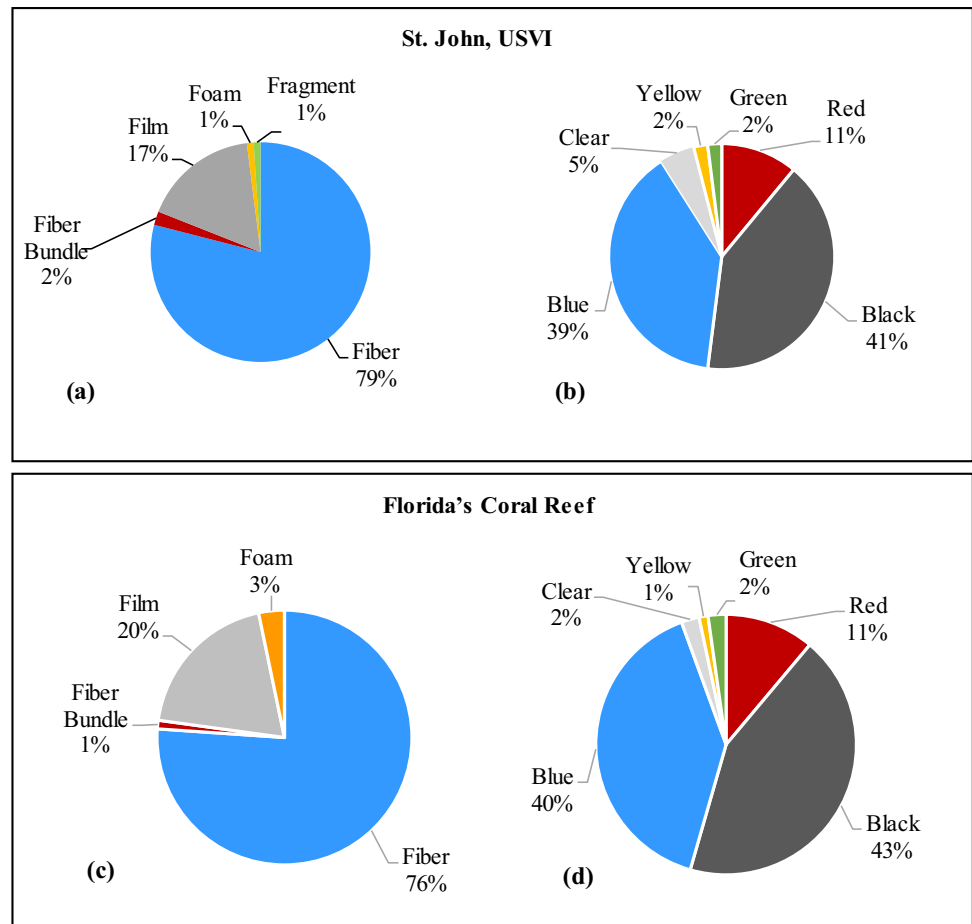 St. John, USVI
Fragment
1%
Foam
1%
Film
17%
Fiber
Bundle
2%
Fiber
79%
(a)
Yellow
2%
Green
2%
Red
11%
Clear
5%
Blue
39%
Black
41%
(b)
Florida's Coral Reef
Foam
3%
Film
20%
Fiber
Bundle
1%
Fiber
76%
(c)
Yellow
1%
Green
2%
Red
11%
Clear
2%
Blue
40%
Black
43%
(d)